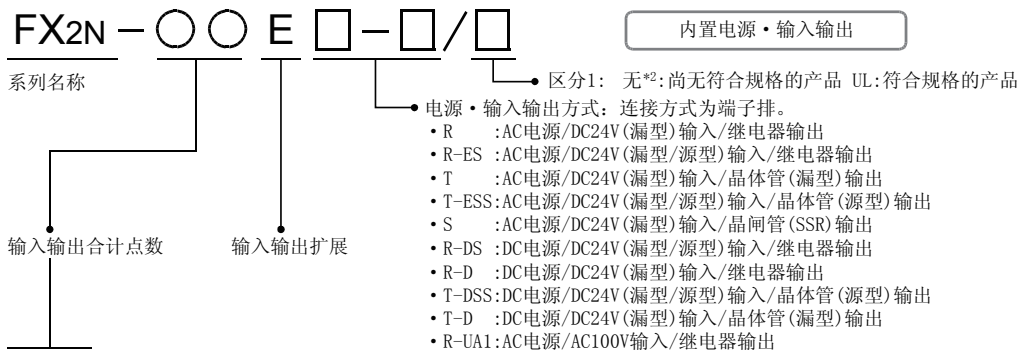 FX2N－○○ E □－□/□
内置电源・输入输出
系列名称
区分1: 无*2:尚无符合规格的产品 UL:符合规格的产品
电源・输入输出方式: 连接方式为端子排。
・R :AC电源/DC24V(漏型)输入/继电器输出
・R-ES :AC电源/DC24V(漏型/源型)输入/继电器输出
・T :AC电源/DC24V(漏型)输入/晶体管(漏型)输出
・T-ESS:AC电源/DC24V(漏型/源型)输入/晶体管(源型)输出
・S :AC电源/DC24V(漏型)输入/晶闸管(SSR)输出
・R-DS :DC电源/DC24V(漏型/源型)输入/继电器输出
・R-D :DC电源/DC24V(漏型)输入/继电器输出
・T-DSS:DC电源/DC24V(漏型/源型)输入/晶体管(源型)输出
・T-D :DC电源/DC24V(漏型)输入/晶体管(漏型)输出
・R-UA1:AC电源/AC100V输入/继电器输出
输入输出合计点数
输入输出扩展